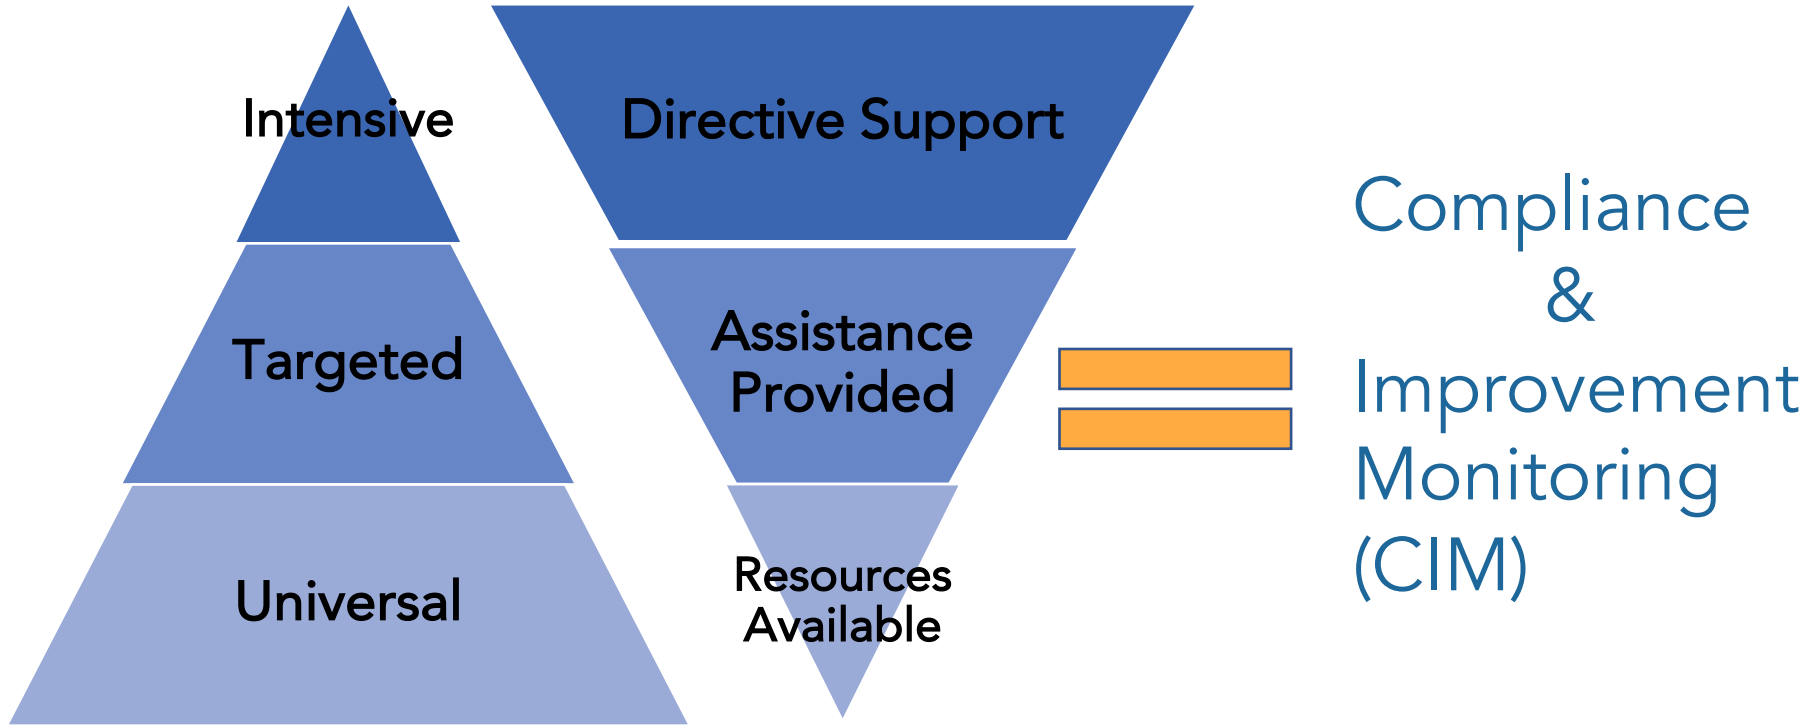 Intensive
Targeted
Universal
Directive Support
Assistance
Provided
Resources
Available
Compliance
&
Improvement
Monitoring
(CIM)